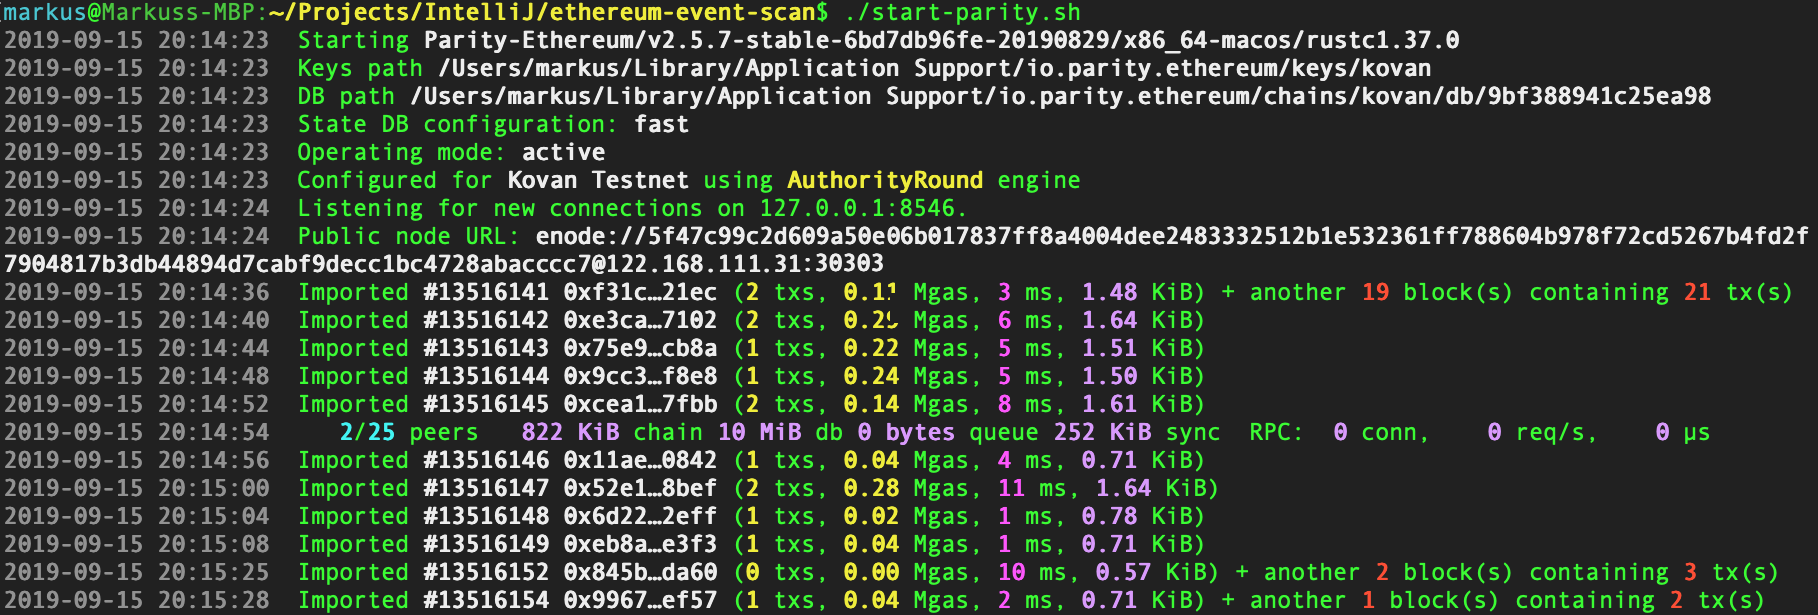 markus@Markuss-MBP:~/Projects/IntelliJ/ethereum-event-scan$ ./start-parity.sh
2019-09-15 20:14:23  Starting Parity-Ethereum/v2.5.7-stable-6bd7db96fe-20190829/x86_64-macos/rustc1.37.0
2019-09-15 20:14:23  Keys path /Users/markus/Library/Application Support/io.parity.ethereum/keys/kovan
2019-09-15 20:14:23  DB path /Users/markus/Library/Application Support/io.parity.ethereum/chains/kovan/db/9bf388941c25ea98
2019-09-15 20:14:23  State DB configuration: fast
2019-09-15 20:14:23  Operating mode: active
2019-09-15 20:14:23  Configured for Kovan Testnet using AuthorityRound engine
2019-09-15 20:14:24  Listening for new connections on 127.0.0.1:8546.
2019-09-15 20:14:24  Public node URL: enode://5f47c99c2d609a50e06b017837ff8a4004dee2483332512b1e532361ff788604b978f72cd5267b4fd2f
7904817b3db44894d7cabf9decc1bc4728abacccc7@122.168.111.31:30303
2019-09-15 20:14:36  Imported #13516141 0xf31c…21ec (2 txs, 0.11 Mgas, 3 ms, 1.48 KiB) + another 19 block(s) containing 21 tx(s)
2019-09-15 20:14:40  Imported #13516142 0xe3ca…7102 (2 txs, 0.29 Mgas, 6 ms, 1.64 KiB)
2019-09-15 20:14:44  Imported #13516143 0x75e9…cb8a (1 txs, 0.22 Mgas, 5 ms, 1.51 KiB)
2019-09-15 20:14:48  Imported #13516144 0x9cc3…f8e8 (1 txs, 0.24 Mgas, 5 ms, 1.50 KiB)
2019-09-15 20:14:52  Imported #13516145 0xcea1…7fbb (2 txs, 0.14 Mgas, 8 ms, 1.61 KiB)
2019-09-15 20:14:54     2/25 peers   822 KiB chain 10 MiB db 0 bytes queue 252 KiB sync  RPC:  0 conn,    0 req/s,    0 µs
2019-09-15 20:14:56  Imported #13516146 0x11ae…0842 (1 txs, 0.04 Mgas, 4 ms, 0.71 KiB)
2019-09-15 20:15:00  Imported #13516147 0x52e1…8bef (2 txs, 0.28 Mgas, 11 ms, 1.64 KiB)
2019-09-15 20:15:04  Imported #13516148 0x6d22…2eff (1 txs, 0.02 Mgas, 1 ms, 0.78 KiB)
2019-09-15 20:15:08  Imported #13516149 0xeb8a…e3f3 (1 txs, 0.04 Mgas, 1 ms, 0.71 KiB)
2019-09-15 20:15:25  Imported #13516152 0x845b…da60 (0 txs, 0.00 Mgas, 10 ms, 0.57 KiB) + another 2 block(s) containing 3 tx(s)
2019-09-15 20:15:28  Imported #13516154 0x9967…ef57 (1 txs, 0.04 Mgas, 2 ms, 0.71 KiB) + another 1 block(s) containing 2 tx(s)